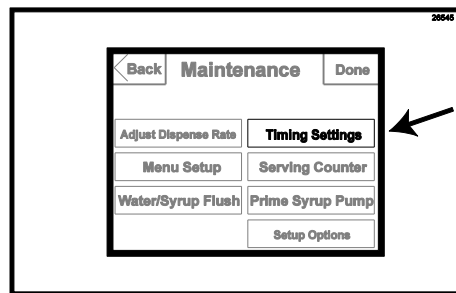 26545
Back Maintenance Done
Adjust Dispense Rate Timing Settings
Menu Setup Serving Counter
Water/Syrup Flush Prime Syrup Pump
Setup Options